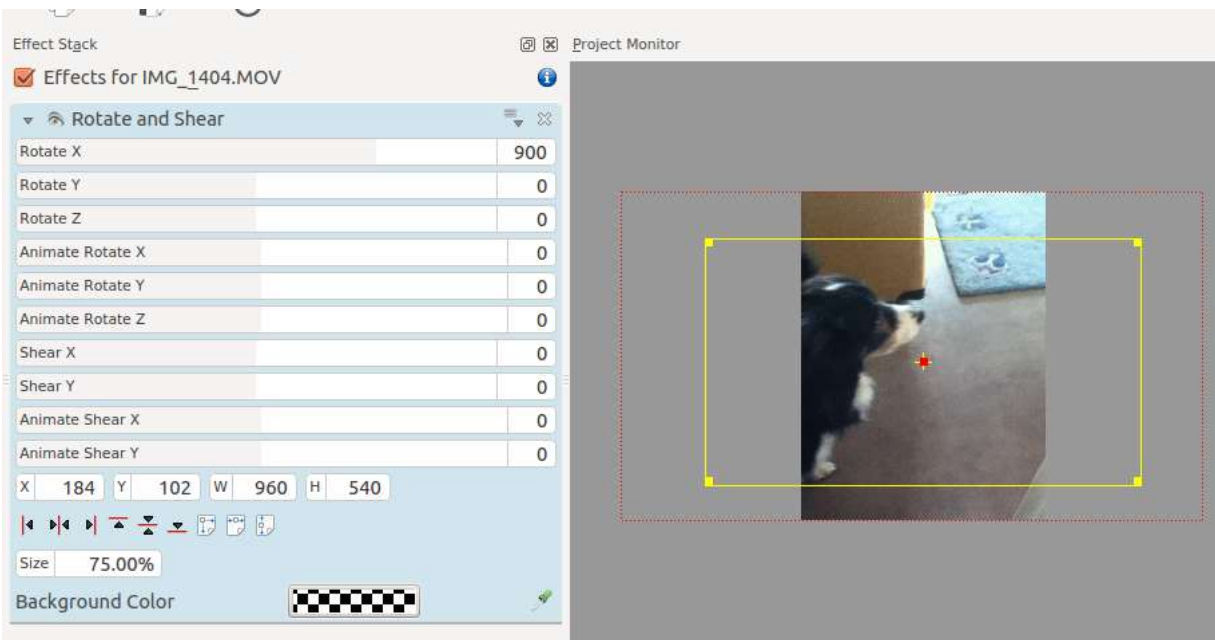 Effect Stack
Project Monitor
Effects for IMG_1404.MOV
Rotate and Shear
Rotate X 900
Rotate Y 0
Rotate Z 0
Animate Rotate X 0
Animate Rotate Y 0
Animate Rotate Z 0
Shear X 0
Shear Y 0
Animate Shear X 0
Animate Shear Y 0
X 184 Y 102 W 960 H 540
Size 75.00%
Background Color